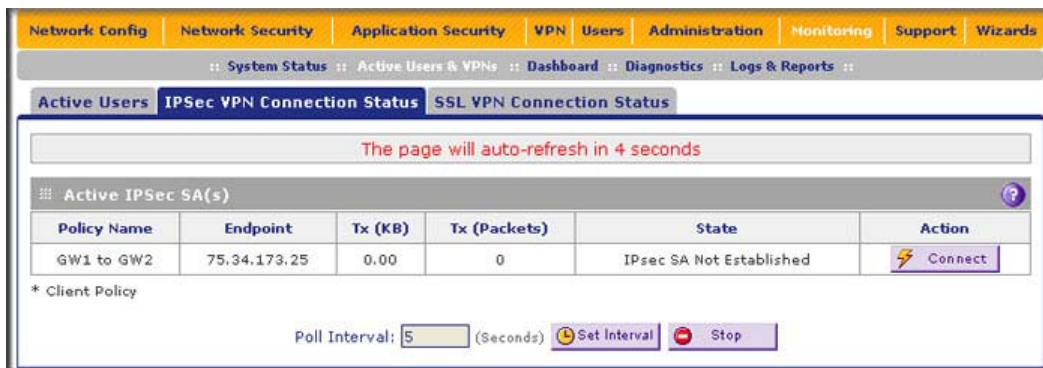 Network Config Network Security Application Security VPN Users Administration Monitoring Support Wizards
:: System Status :: Active Users & VPNs :: Dashboard :: Diagnostics :: Logs & Reports ::
Active Users IPSec VPN Connection Status SSL VPN Connection Status
The page will auto-refresh in 4 seconds
Active IPSec SA(s) ?
Policy Name Endpoint Tx (KB) Tx (Packets) State Action
GW1 to GW2 75.34.173.25 0.00 0 IPsec SA Not Established Connect
* Client Policy
Poll Interval: 5 (Seconds) Set Interval Stop